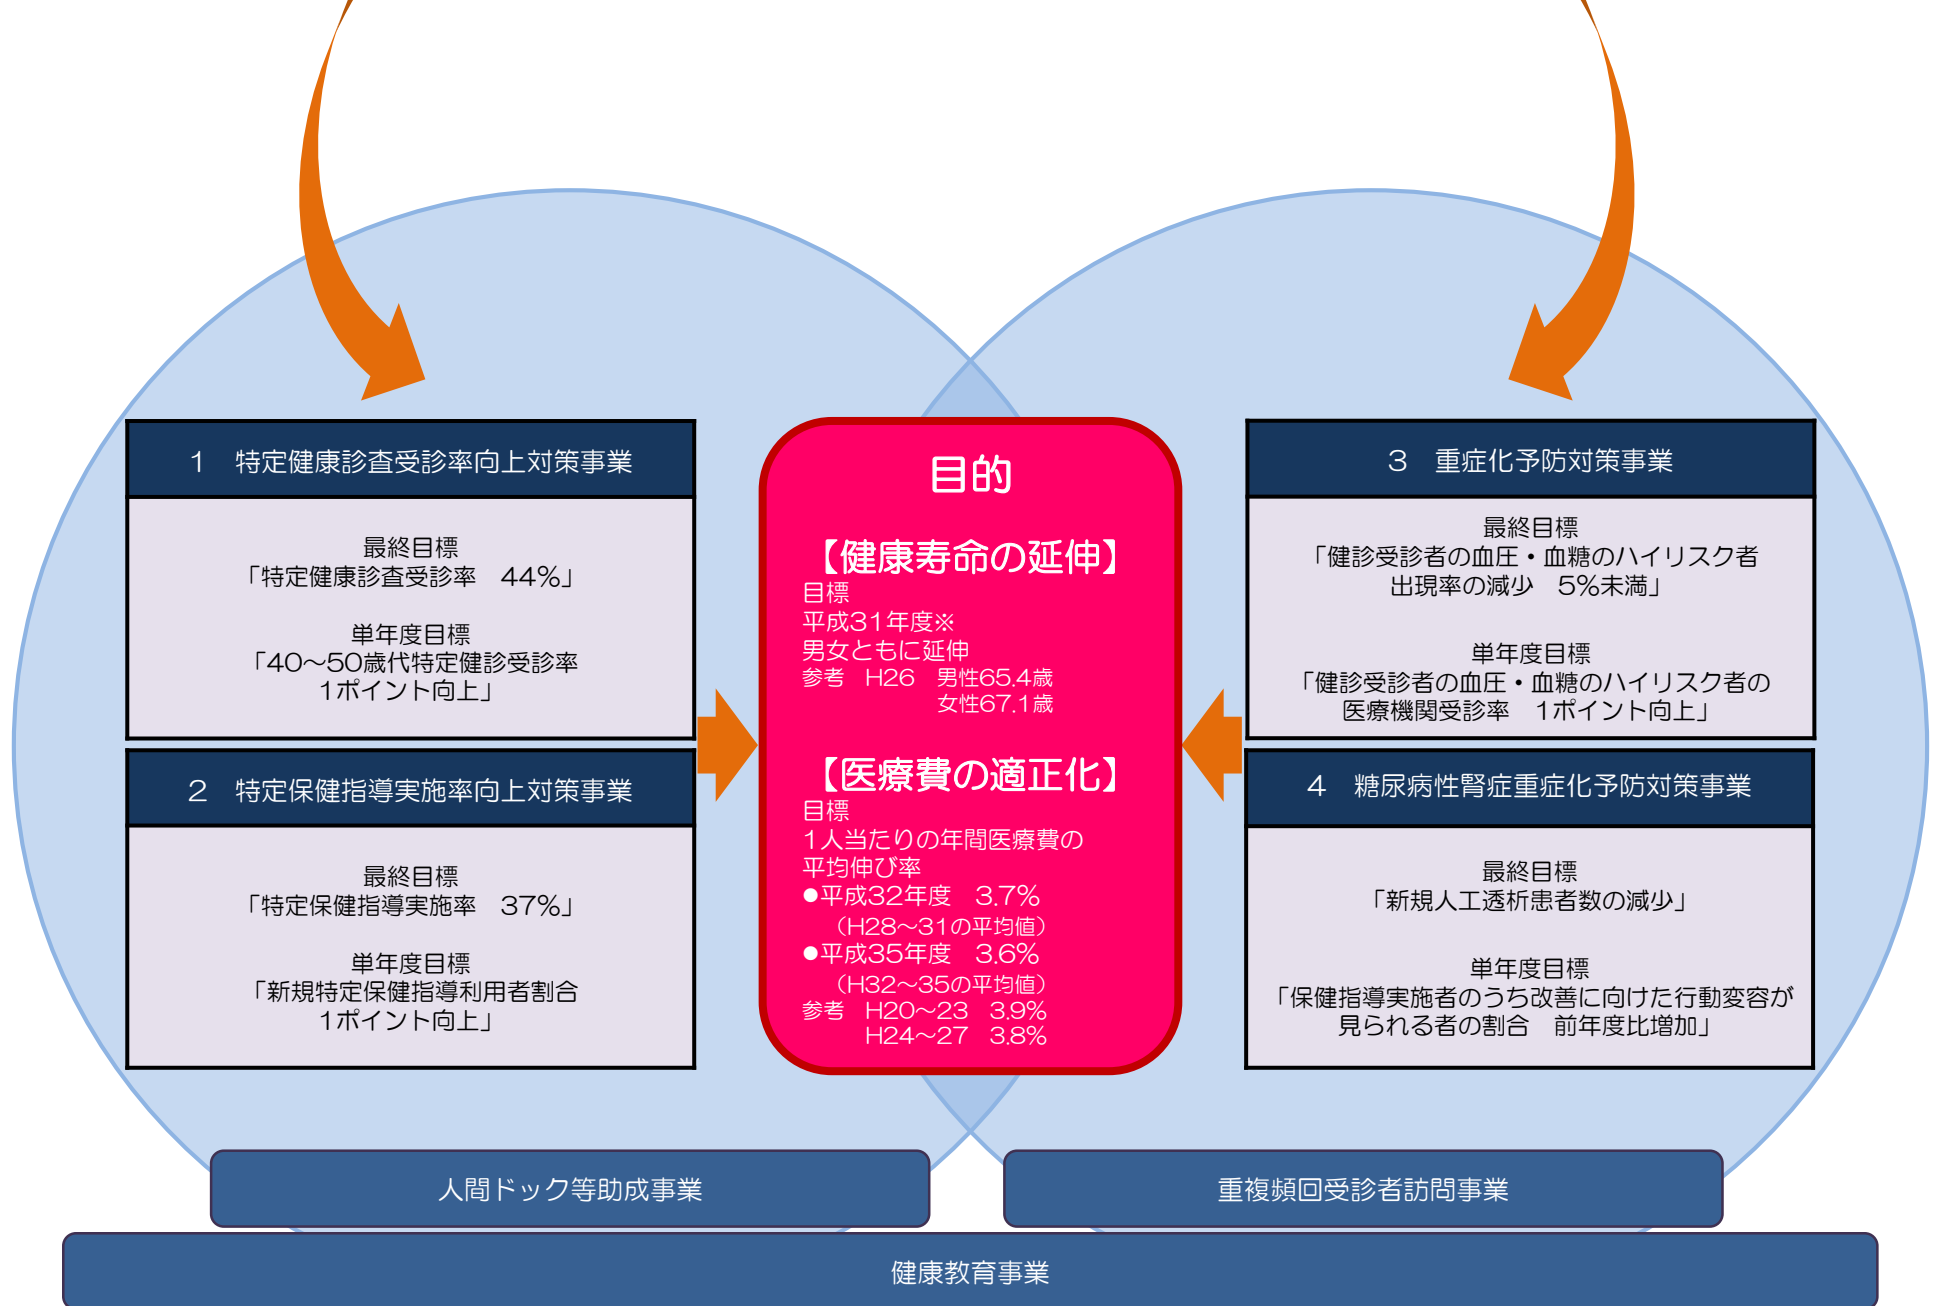 1　特定健康診査受診率向上対策事業
最終目標
「特定健康診査受診率　44％」
単年度目標
「40～50歳代特定健診受診率
1ポイント向上」
2　特定保健指導実施率向上対策事業
最終目標
「特定保健指導実施率　37％」
単年度目標
「新規特定保健指導利用者割合
1ポイント向上」
目的
【健康寿命の延伸】
目標
平成31年度※
男女ともに延伸
参考　H26　男性65.4歳
女性67.1歳
【医療費の適正化】
目標
1人当たりの年間医療費の
平均伸び率
●平成32年度　3.7％
（H28～31の平均値）
●平成35年度　3.6％
（H32～35の平均値）
参考　H20～23　3.9％
H24～27　3.8％
3　重症化予防対策事業
最終目標
「健診受診者の血圧・血糖のハイリスク者
出現率の減少　5％未満」
単年度目標
「健診受診者の血圧・血糖のハイリスク者の
医療機関受診率　1ポイント向上」
4　糖尿病性腎症重症化予防対策事業
最終目標
「新規人工透析患者数の減少」
単年度目標
「保健指導実施者のうち改善に向けた行動変容が
見られる者の割合　前年度比増加」
人間ドック等助成事業
重複頻回受診者訪問事業
健康教育事業